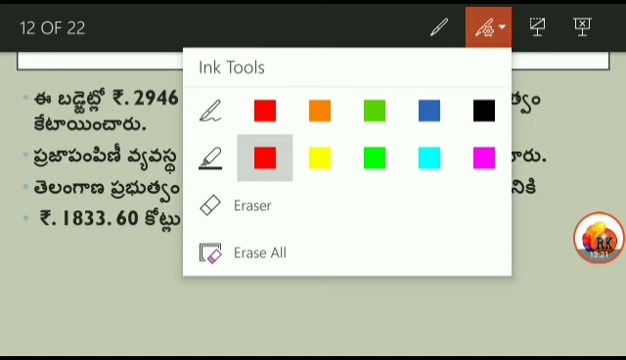 12 OF 22
Ink Tools
ఈ బడ్జెట్లో ₹. 2946
త్వం
కేటాయించారు.
ప్రజాపంపిణీ వ్యవస్థ
ారు.
తెలంగాణ ప్రభుత్వం
నికి
₹. 1833.60 కోట్లు
Eraser
Erase All
RK
12:21